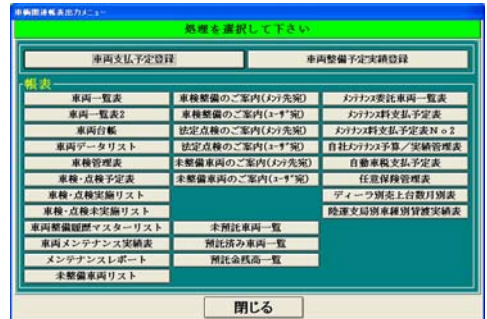 車輌関連帳表出力メニュー
処理を選択して下さい
車両支払予定登録
車両整備予定実績登録
帳表
車両一覧表
車検整備のご案内(ﾒﾝﾃ先宛)
ﾒﾝﾃﾅﾝｽ委託車両一覧表
車両一覧表2
車検整備のご案内(ﾕｰｻﾞ宛)
ﾒﾝﾃﾅﾝｽ料支払予定表
車両台帳
法定点検のご案内(ﾒﾝﾃ先宛)
ﾒﾝﾃﾅﾝｽ料支払予定表Ｎｏ2
車両データリスト
法定点検のご案内(ﾕｰｻﾞ宛)
自社ﾒﾝﾃﾅﾝｽ予算／実績管理表
車検管理表
未整備車両のご案内(ﾒﾝﾃ先宛)
自動車税支払予定表
車検・点検予定表
未整備車両のご案内(ﾕｰｻﾞ宛)
任意保険管理表
車検・点検実施リスト
ディーラ別売上台数月別表
車検・点検未実施リスト
陸運支局別車種別賃渡実績表
車両整備履歴マスターリスト
未預託車両一覧
車両メンテナンス実績表
預託済み車両一覧
メンテナンスレポート
預託金残高一覧
未整備車両リスト
閉じる